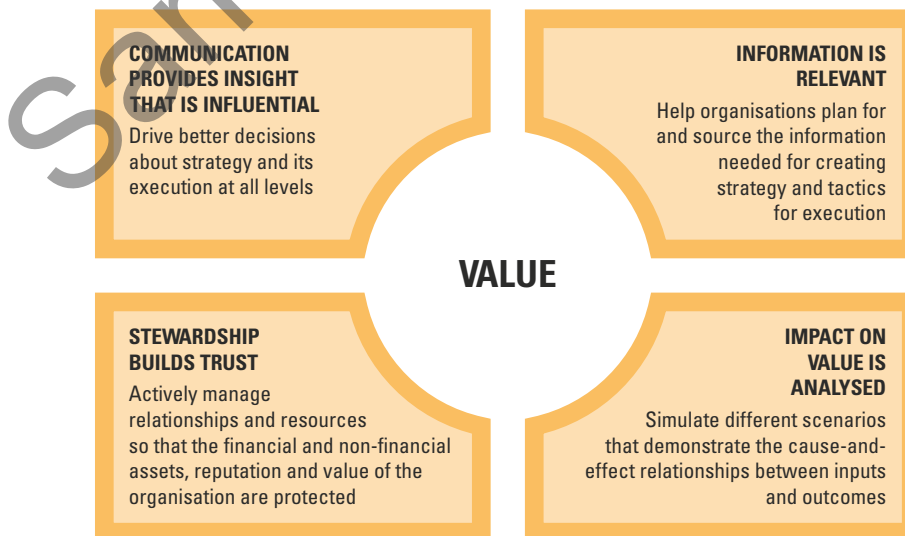 COMMUNICATION
PROVIDES INSIGHT
THAT IS INFLUENTIAL
Drive better decisions
about strategy and its
execution at all levels
INFORMATION IS
RELEVANT
Help organisations plan for
and source the information
needed for creating
strategy and tactics
for execution
VALUE
STEWARDSHIP
BUILDS TRUST
Actively manage
relationships and resources
so that the financial and non-financial
assets, reputation and value of the
organisation are protected
IMPACT ON
VALUE IS
ANALYSED
Simulate different scenarios
that demonstrate the cause-and-
effect relationships between inputs
and outcomes